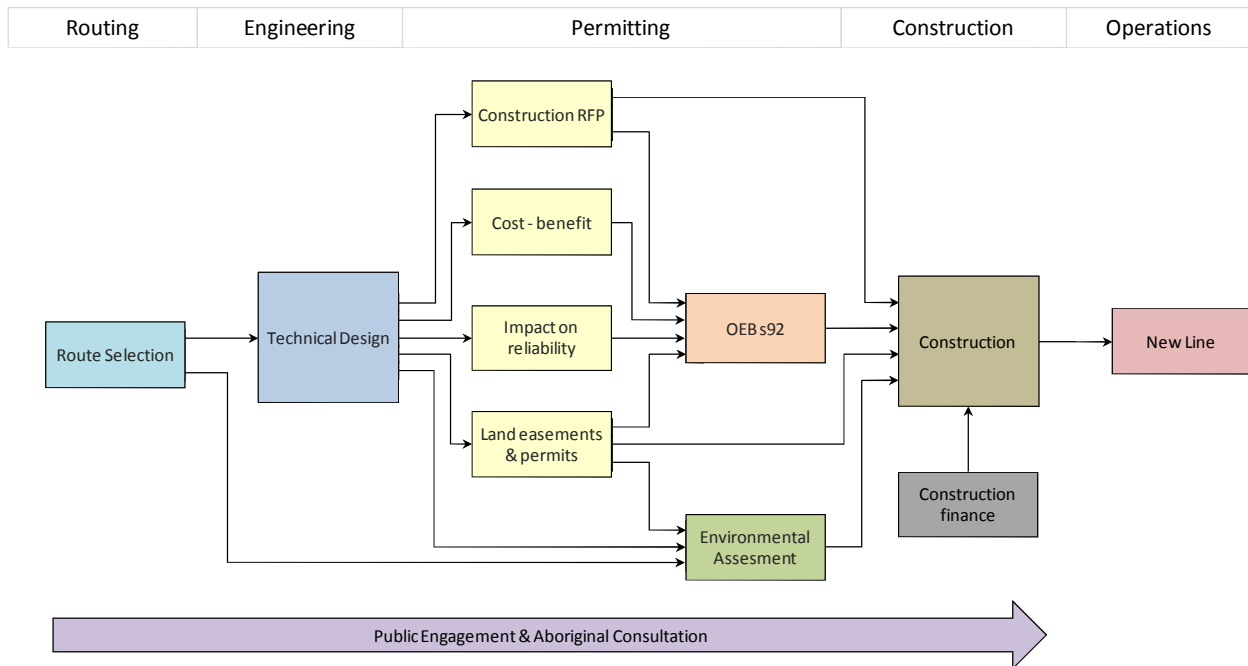 Routing
Engineering
Permitting
Construction
Operations
Construction RFP
Cost - benefit
Technical Design
Impact on
reliability
OEB s92
Construction
New Line
Route Selection
Land easements
& permits
Construction
finance
Environmental
Assesment
Public Engagement & Aboriginal Consultation